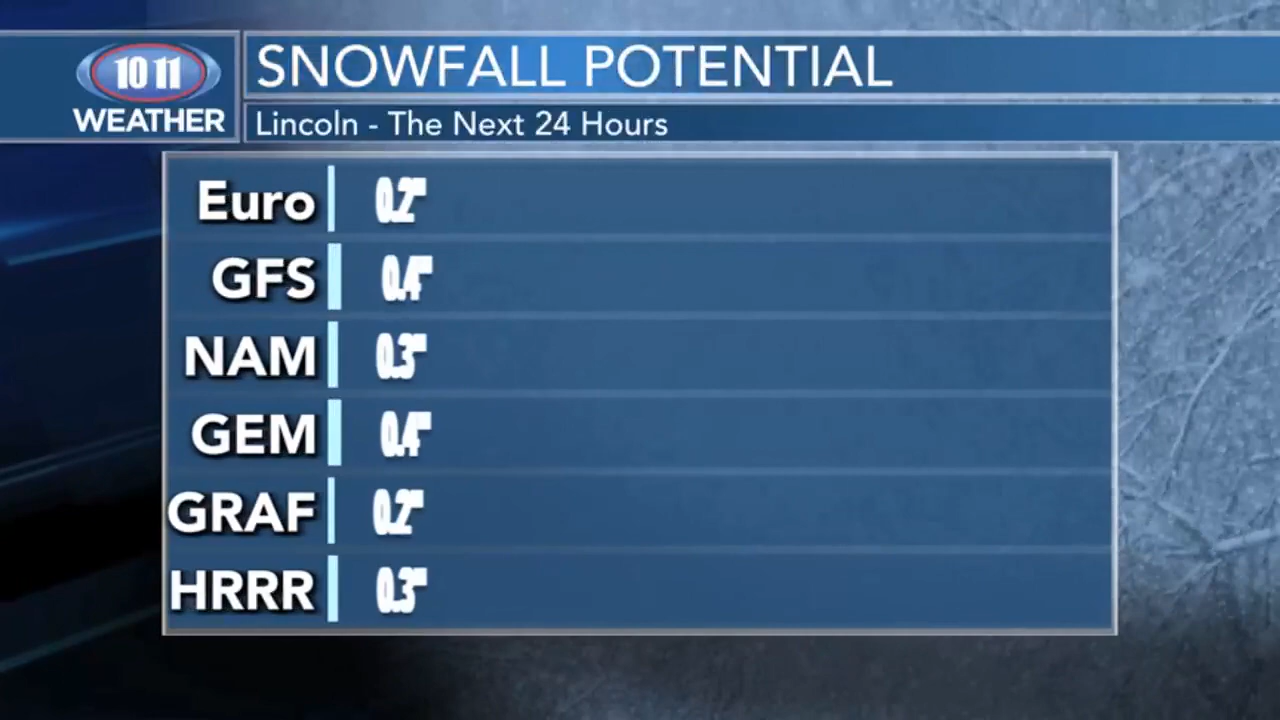 10 11
WEATHER
SNOWFALL POTENTIAL
Lincoln - The Next 24 Hours
Euro 0.2"
GFS 0.4"
NAM 0.3"
GEM 0.4"
GRAF 0.2"
HRRR 0.3"